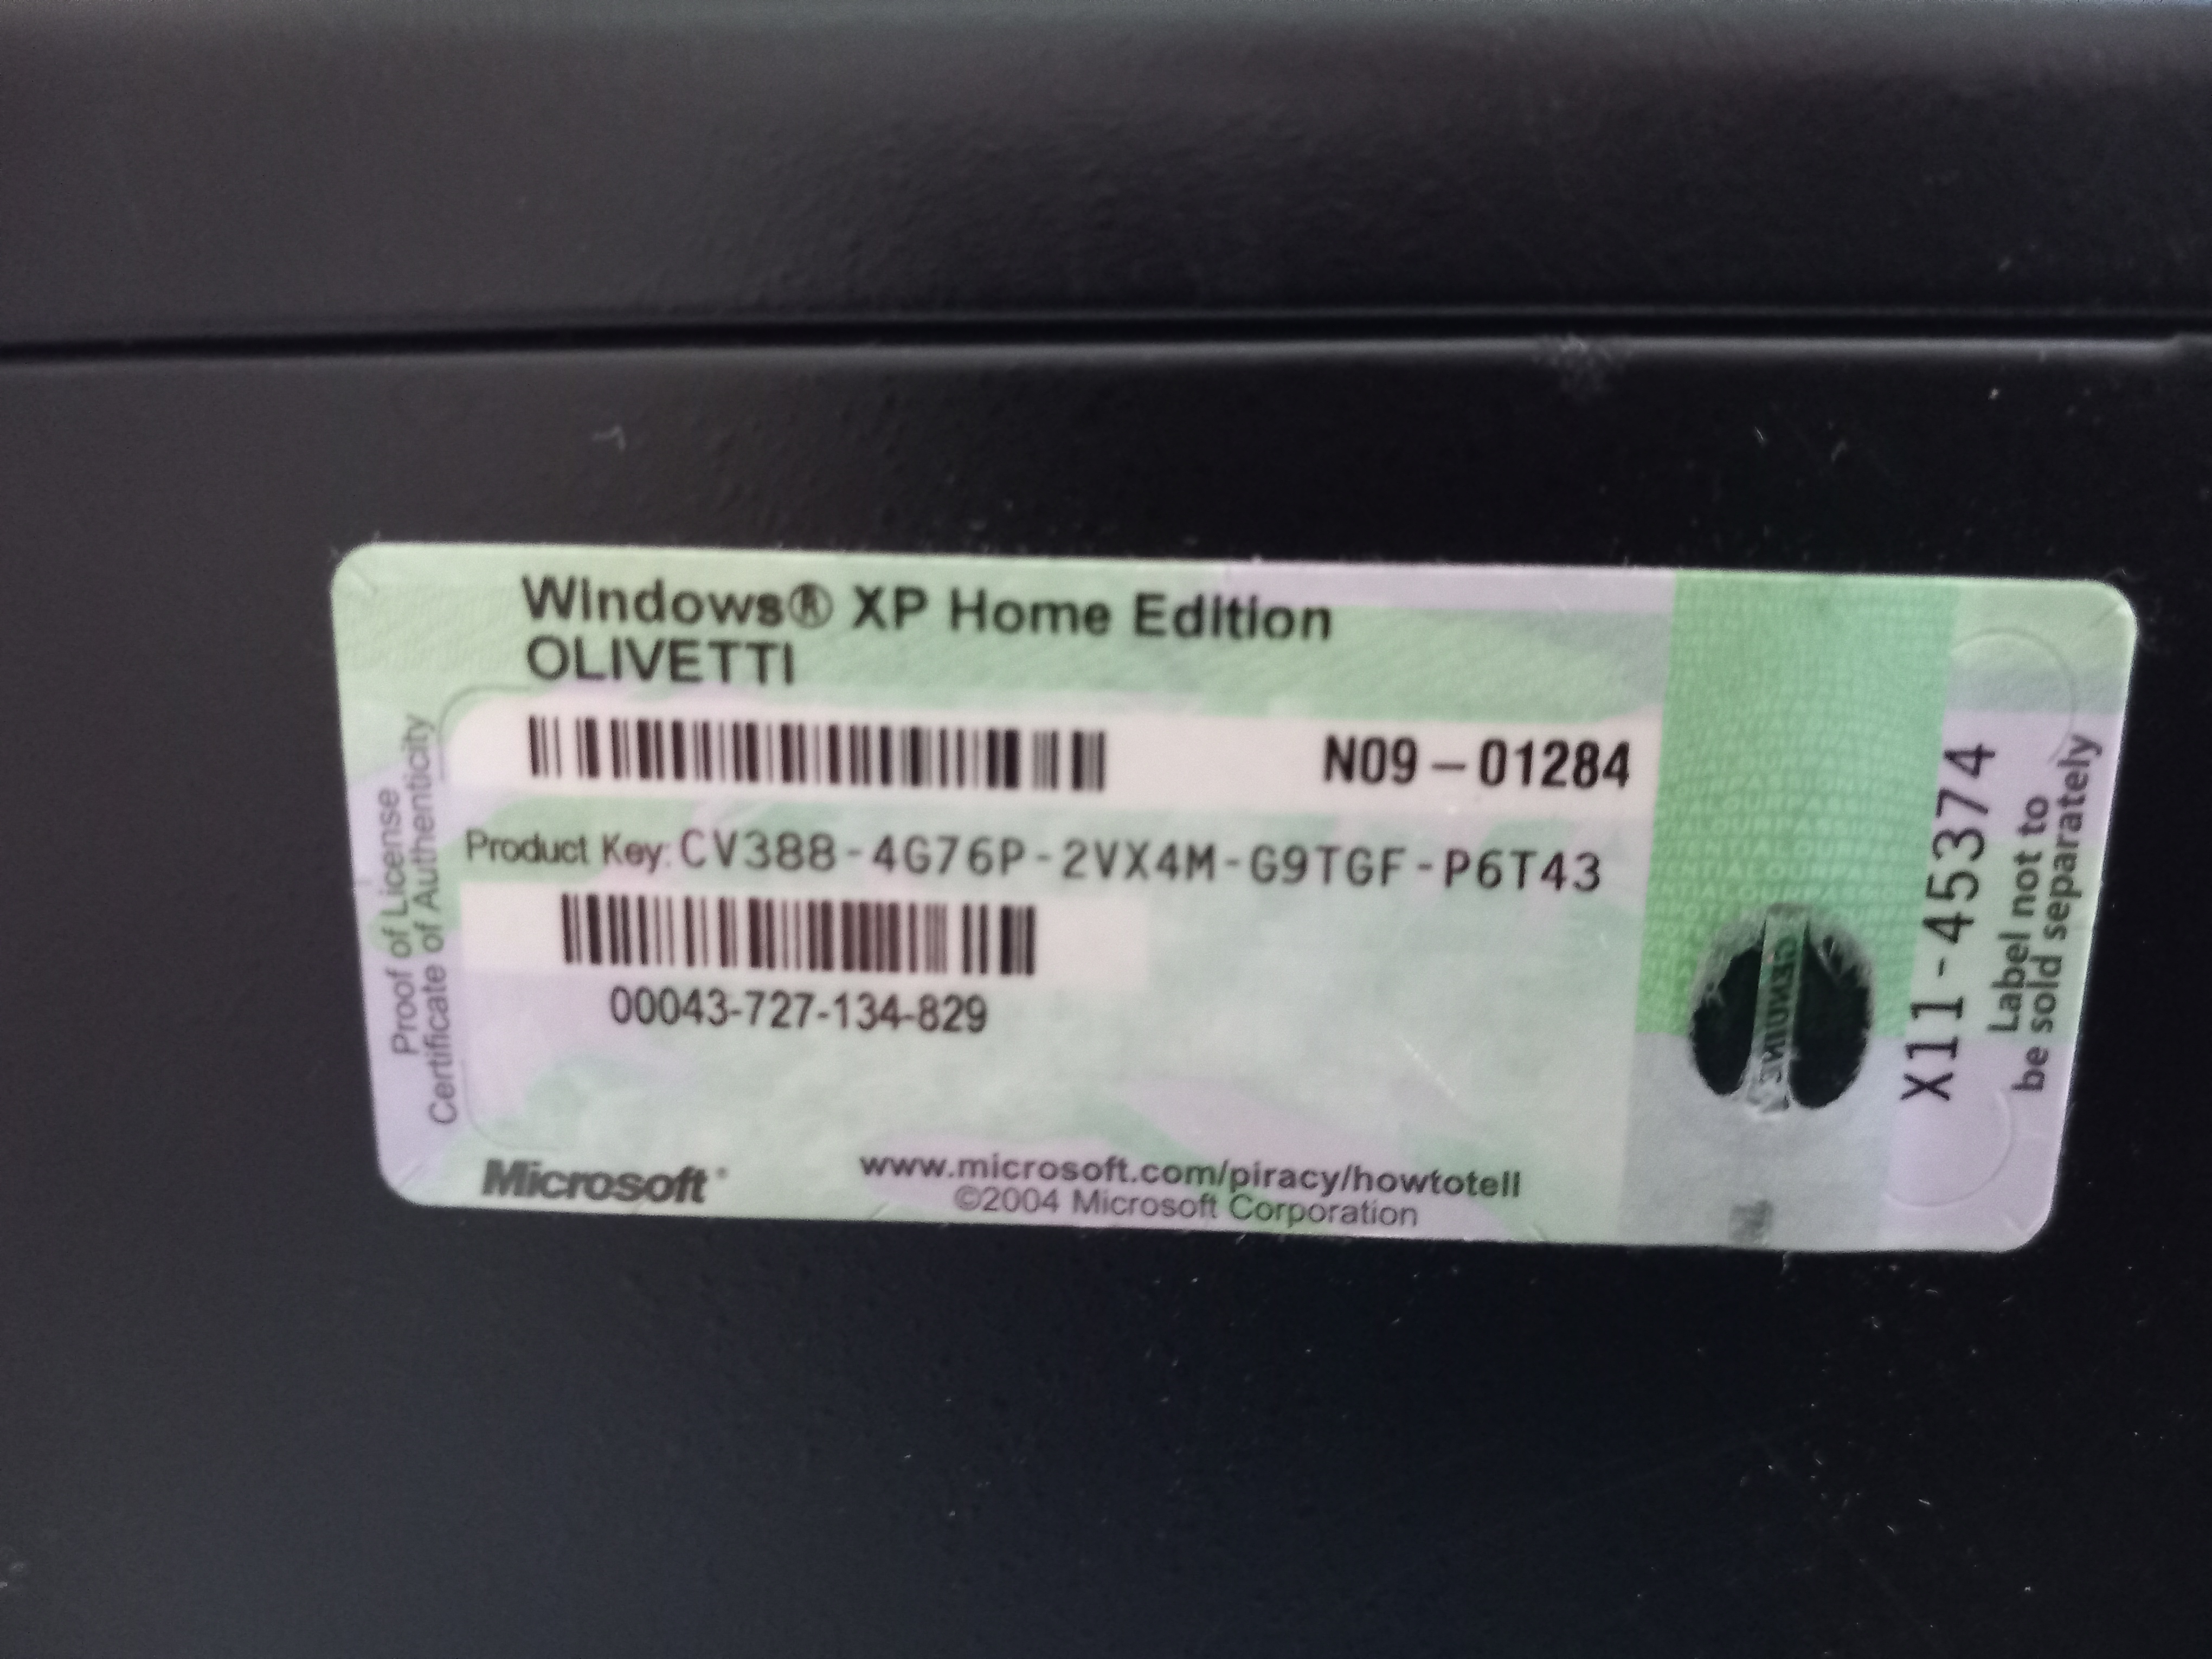 Windows® XP Home Edition
OLIVETTI
N09-01284
Product Key: CV388-4G76P-2VX4M-G9TGF-P6T43
00043-727-134-829
Microsoft
www.microsoft.com/piracy/howtotell
©2004 Microsoft Corporation
Proof of License
Certificate of Authenticity
GENUINE
X11-45374
Label not to
be sold separately